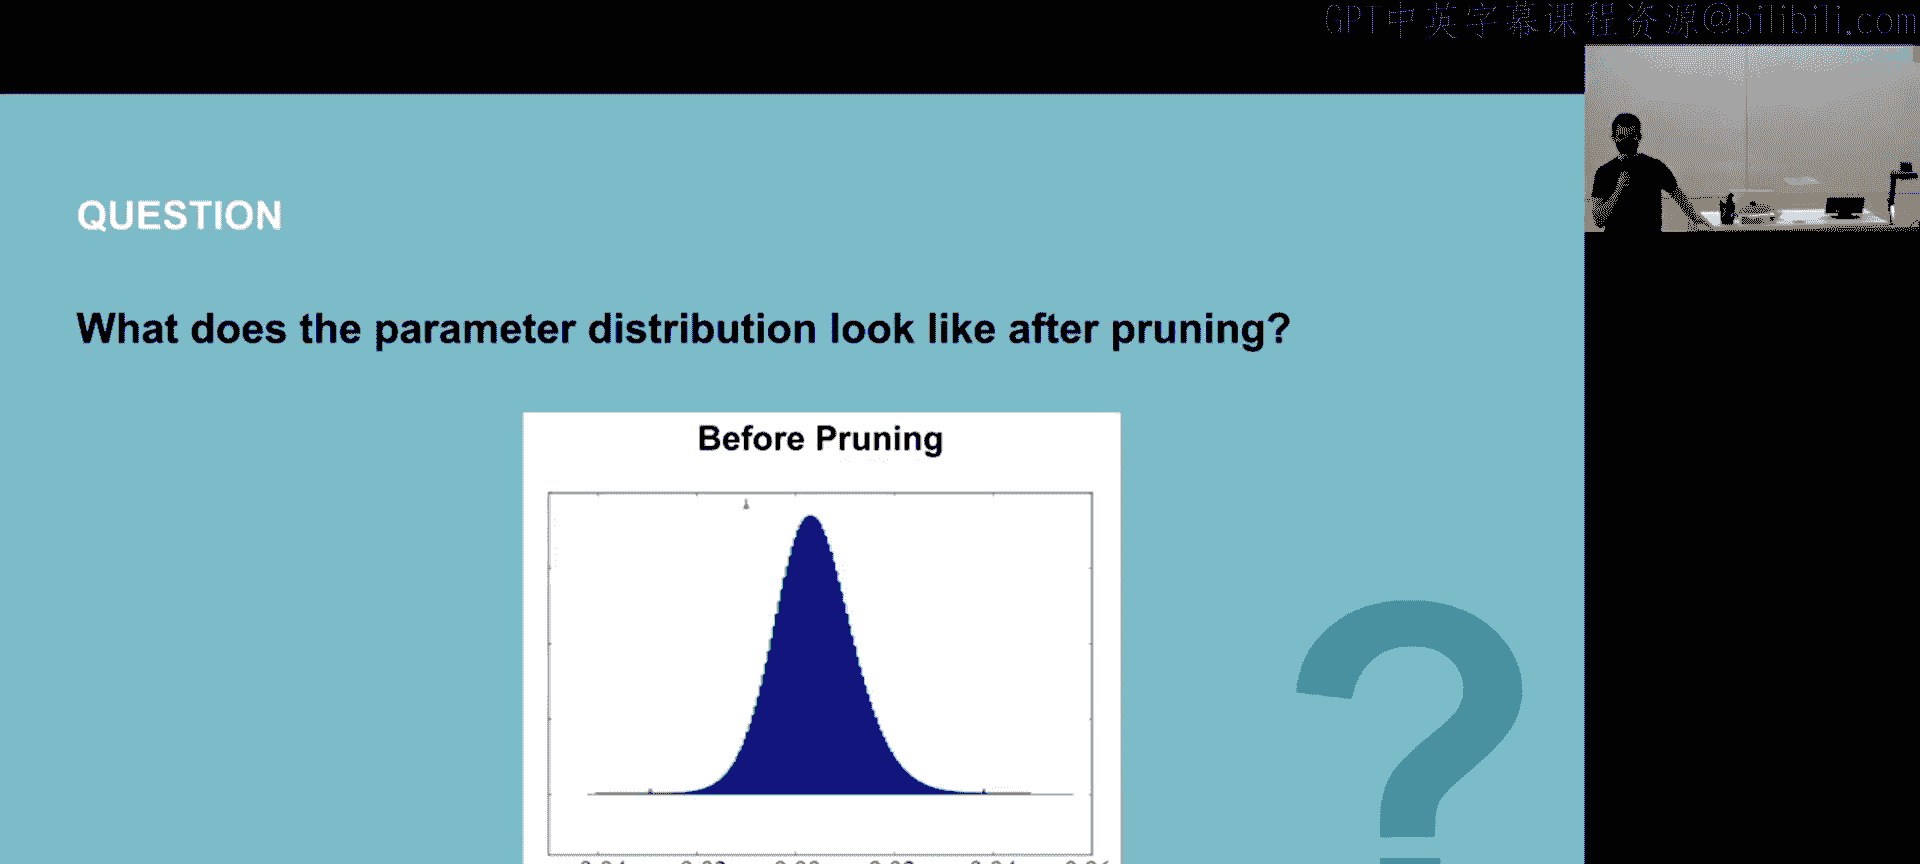 GPT中英字幕课程资源@bilibili.com
QUESTION
What does the parameter distribution look like after pruning?
Before Pruning
?